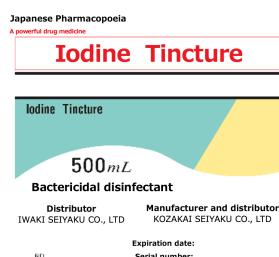 Japanese Pharmacopoeia
A powerful drug medicine
Iodine Tincture
Iodine Tincture
500mL
Bactericidal disinfectant
Distributor
IWAKI SEIYAKU CO., LTD
Manufacturer and distributor
KOZAKAI SEIYAKU CO., LTD
Expiration date:
Serial number: